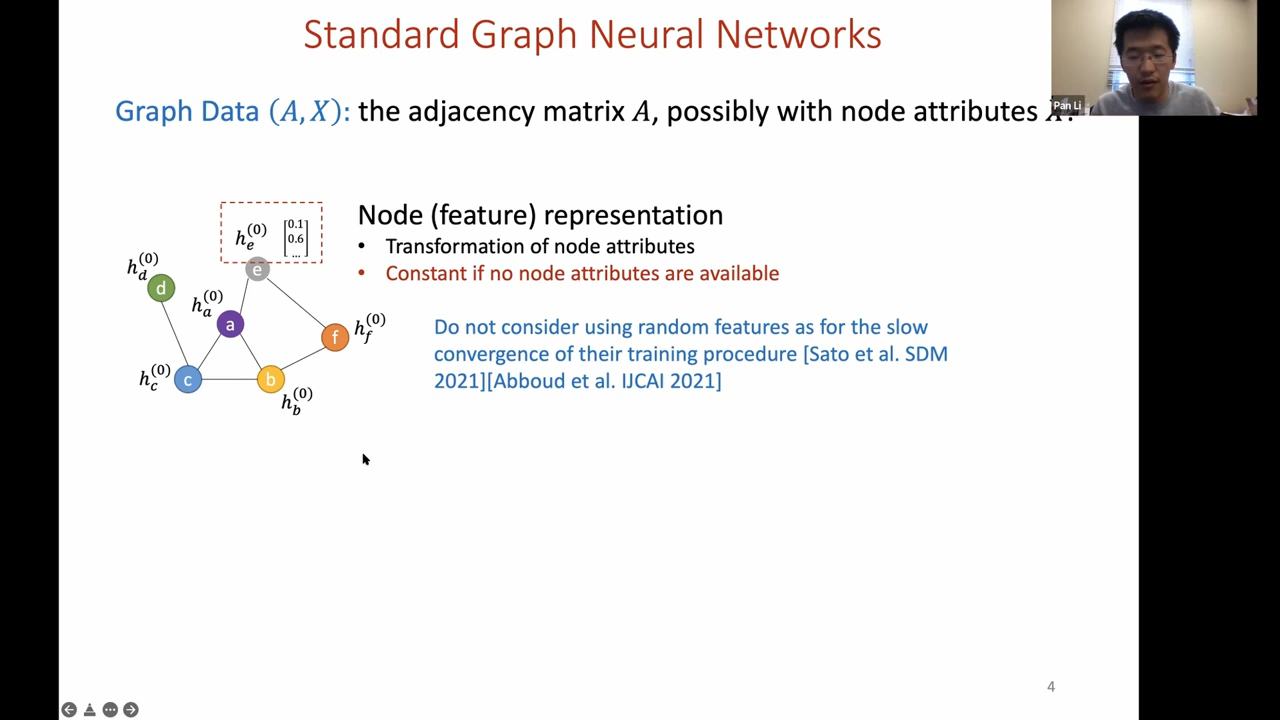 Standard Graph Neural Networks
Pan Li
Graph Data (A, X): the adjacency matrix A, possibly with node attributes X.
h_e^(0) [0.1 0.6 ...]
Node (feature) representation
• Transformation of node attributes
• Constant if no node attributes are available
h_d^(0)
e
d
h_a^(0)
a
f
h_f^(0)
Do not consider using random features as for the slow
convergence of their training procedure [Sato et al. SDM
2021][Abboud et al. IJCAI 2021]
h_c^(0)
c
b
h_b^(0)
4